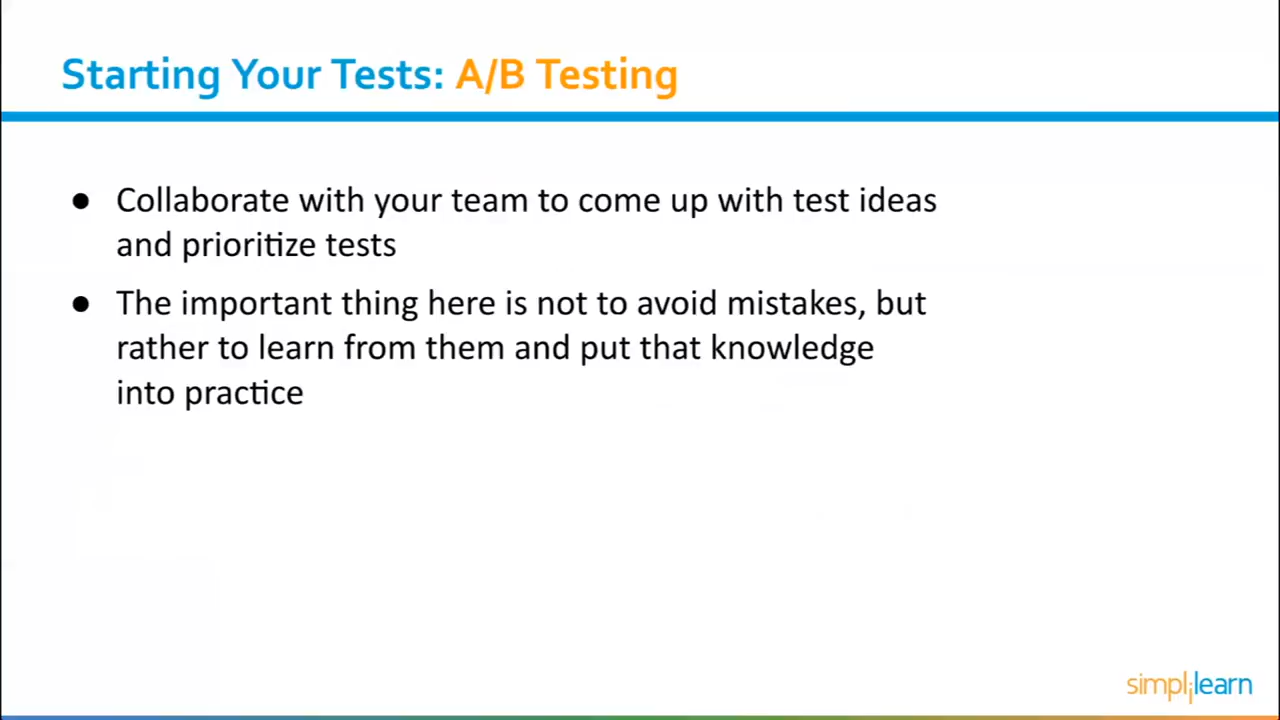 Starting Your Tests: A/B Testing
● Collaborate with your team to come up with test ideas
and prioritize tests
● The important thing here is not to avoid mistakes, but
rather to learn from them and put that knowledge
into practice
simplilearn